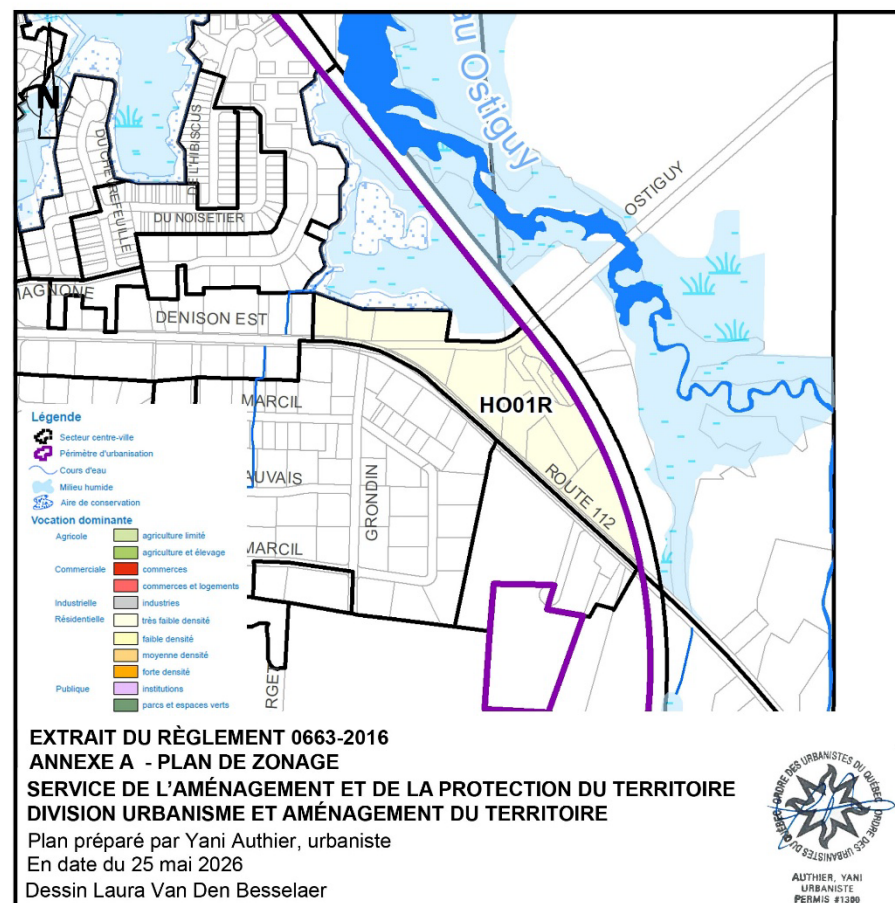 au Ostiguy
N
DU CHEVREFEUILLE
DE L'HIBISCUS
DU NOISETIER
OSTIGUY
MAGNONE
DENISON EST
HO01R
MARCIL
AUVAIS
GRONDIN
MARCIL
ROUTE 112
RGET
Légende
Secteur centre-ville
Périmètre d'urbanisation
Cours d'eau
Milieu humide
Aire de conservation
Vocation dominante
Agricole agriculture limité
agriculture et élevage
Commerciale commerces
commerces et logements
Industrielle industries
Résidentielle très faible densité
faible densité
moyenne densité
forte densité
Publique institutions
parcs et espaces verts
EXTRAIT DU RÈGLEMENT 0663-2016
ANNEXE A - PLAN DE ZONAGE
SERVICE DE L'AMÉNAGEMENT ET DE LA PROTECTION DU TERRITOIRE
DIVISION URBANISME ET AMÉNAGEMENT DU TERRITOIRE
Plan préparé par Yani Authier, urbaniste
En date du 25 mai 2026
Dessin Laura Van Den Besselaer
ORDRE DES URBANISTES DU QUÉBEC
ORDRE DES URBANISTES DU QUÉBEC
AUTHIER, YANI
URBANISTE
PERMIS #1300